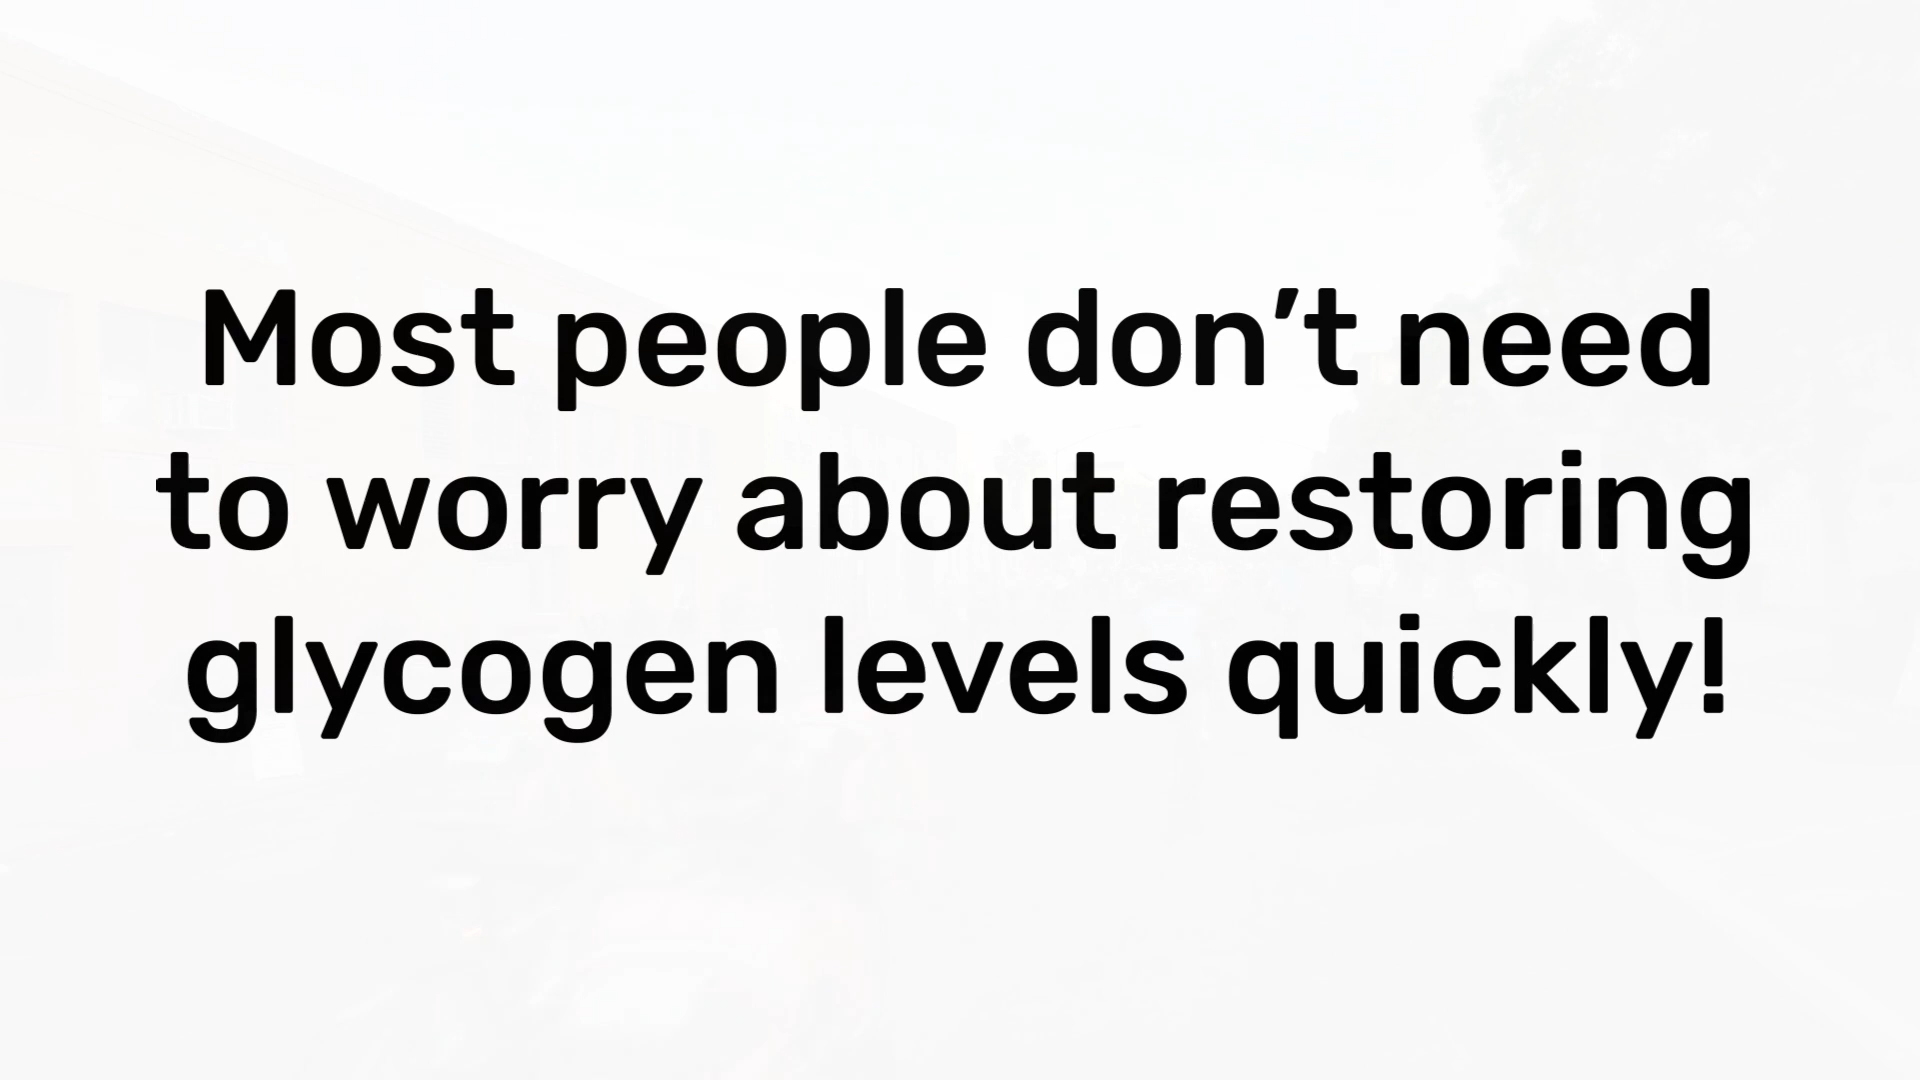 Most people don’t need
to worry about restoring
glycogen levels quickly!